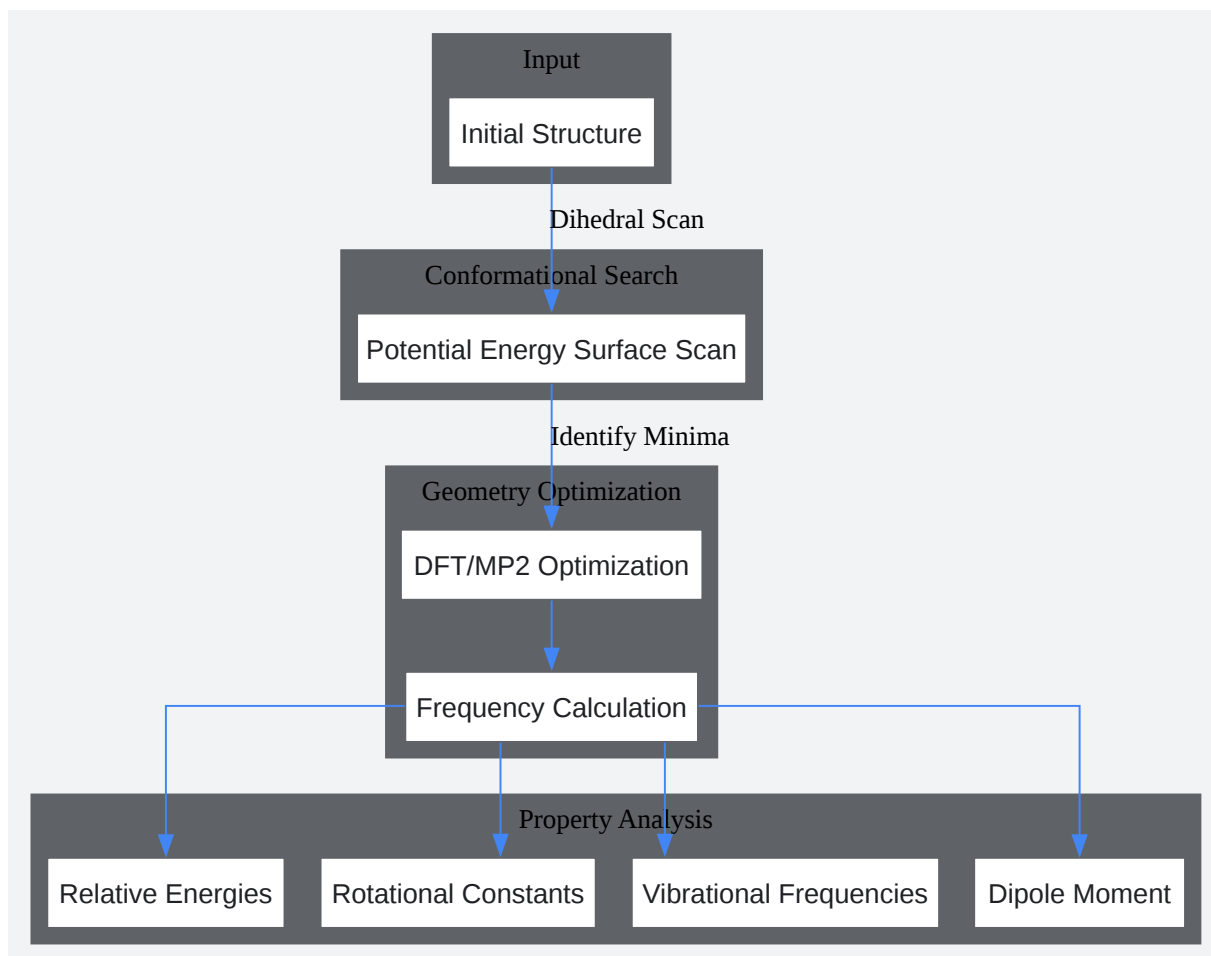 Input
Initial Structure
Dihedral Scan
Conformational Search
Potential Energy Surface Scan
Identify Minima
Geometry Optimization
DFT/MP2 Optimization
Frequency Calculation
Property Analysis
Relative Energies
Rotational Constants
Vibrational Frequencies
Dipole Moment